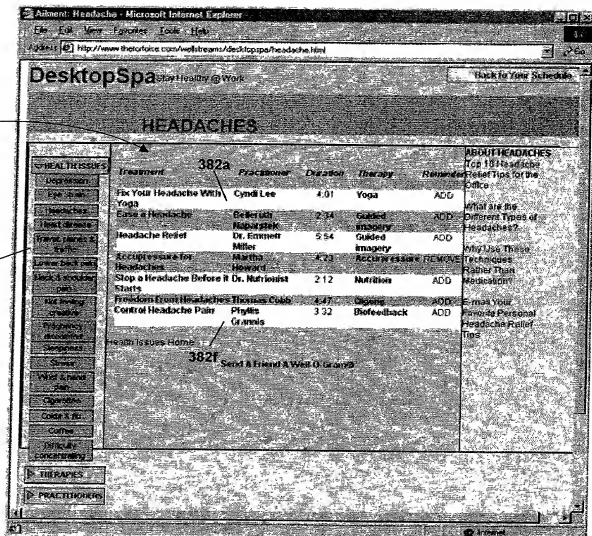 Ailment: Headache - Microsoft Internet Explorer
File Edit View Favorites Tools Help
Address http://www.thetortoise.com/wellstreams/desktopspa/headache.html Go
DesktopSpa Stay Healthy @ Work
Back to Your Schedule
HEADACHES
HEALTH ISSUES
Depression
Eye strain
Headaches
Heart disease
Lower back pain
Neck & shoulder pain
Not feeling creative
Pregnancy discomfort
Stress
Wrist & hand pain
Cigarettes
Colds & flu
Coffee
Difficulty concentrating
THERAPIES
PRACTITIONERS
382a
Treatment Practitioner Duration Therapy Reminder
Fix Your Headache With Yoga Cyndi Lee 4:01 Yoga ADD
Ease a Headache Belleruth Naparstek 2:34 Guided Imagery ADD
Headache Relief Dr. Emmett Miller 5:54 Guided Imagery ADD
Accupressure for Headaches Martha Howard 4:23 Accupressure REMOVE
Stop a Headache Before it Starts Dr. Nutrionist 2:12 Nutrition ADD
Freedom From Headaches Thomas Cobb 4:47 Qigong ADD
Control Headache Pain Phyllis Grannis 3:32 Biofeedback ADD
Health Issues Home
382f
Send A Friend A Well-O-Gram
ABOUT HEADACHES
Top 10 Headache
Relief Tips for the
Office
What are the
Different Types of
Headaches?
Why Use These
Techniques
Rather Than
Medication?
E-mail Your
Favorite Personal
Headache Relief
Tips
Internet